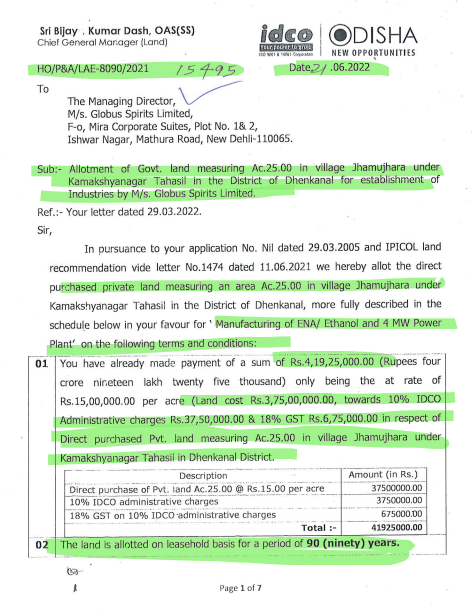 Sri Bijay . Kumar Dash, OAS(SS)
Chief General Manager (Land)
idco
Your power to grow
ODISHA
NEW OPPORTUNITIES
HO/P&A/LAE-8090/2021 15495 Date 21 .06.2022
To
The Managing Director,
M/s. Globus Spirits Limited,
F-o, Mira Corporate Suites, Plot No. 1& 2,
Ishwar Nagar, Mathura Road, New Dehli-110065.
Sub:- Allotment of Govt. land measuring Ac.25.00 in village Jhamujhara under
Kamakshyanagar Tahasil in the District of Dhenkanal for establishment of
Industries by M/s. Globus Spirits Limited.
Ref.:- Your letter dated 29.03.2022.
Sir,
In pursuance to your application No. Nil dated 29.03.2005 and IPICOL land
recommendation vide letter No.1474 dated 11.06.2021 we hereby allot the direct
purchased private land measuring an area Ac.25.00 in village Jhamujhara under
Kamakshyanagar Tahasil in the District of Dhenkanal, more fully described in the
schedule below in your favour for ' Manufacturing of ENA/ Ethanol and 4 MW Power
Plant' on the following terms and conditions:
01 You have already made payment of a sum of Rs.4,19,25,000.00 (Rupees four
crore nineteen lakh twenty five thousand) only being the at rate of
Rs.15,00,000.00 per acre (Land cost Rs.3,75,00,000.00, towards 10% IDCO
Administrative charges Rs.37,50,000.00 & 18% GST Rs.6,75,000.00 in respect of
Direct purchased Pvt. land measuring Ac.25.00 in village Jhamujhara under
Kamakshyanagar Tahasil in Dhenkanal District.
Description Amount (in Rs.)
Direct purchase of Pvt. land Ac.25.00 @ Rs.15.00 per acre 37500000.00
10% IDCO administrative charges 3750000.00
18% GST on 10% IDCO administrative charges 675000.00
Total :- 41925000.00
02 The land is allotted on leasehold basis for a period of 90 (ninety) years.
Page 1 of 7